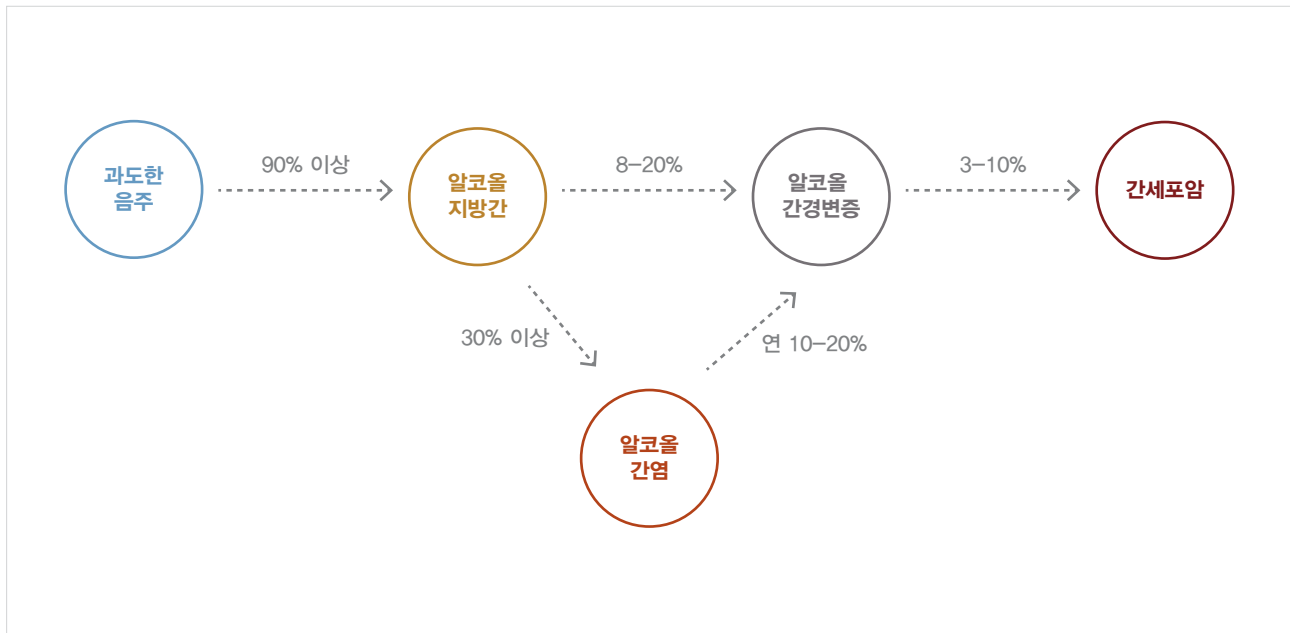 과도한
음주
90% 이상
알코올
지방간
8–20%
알코올
간경변증
3–10%
간세포암
30% 이상
연 10–20%
알코올
간염